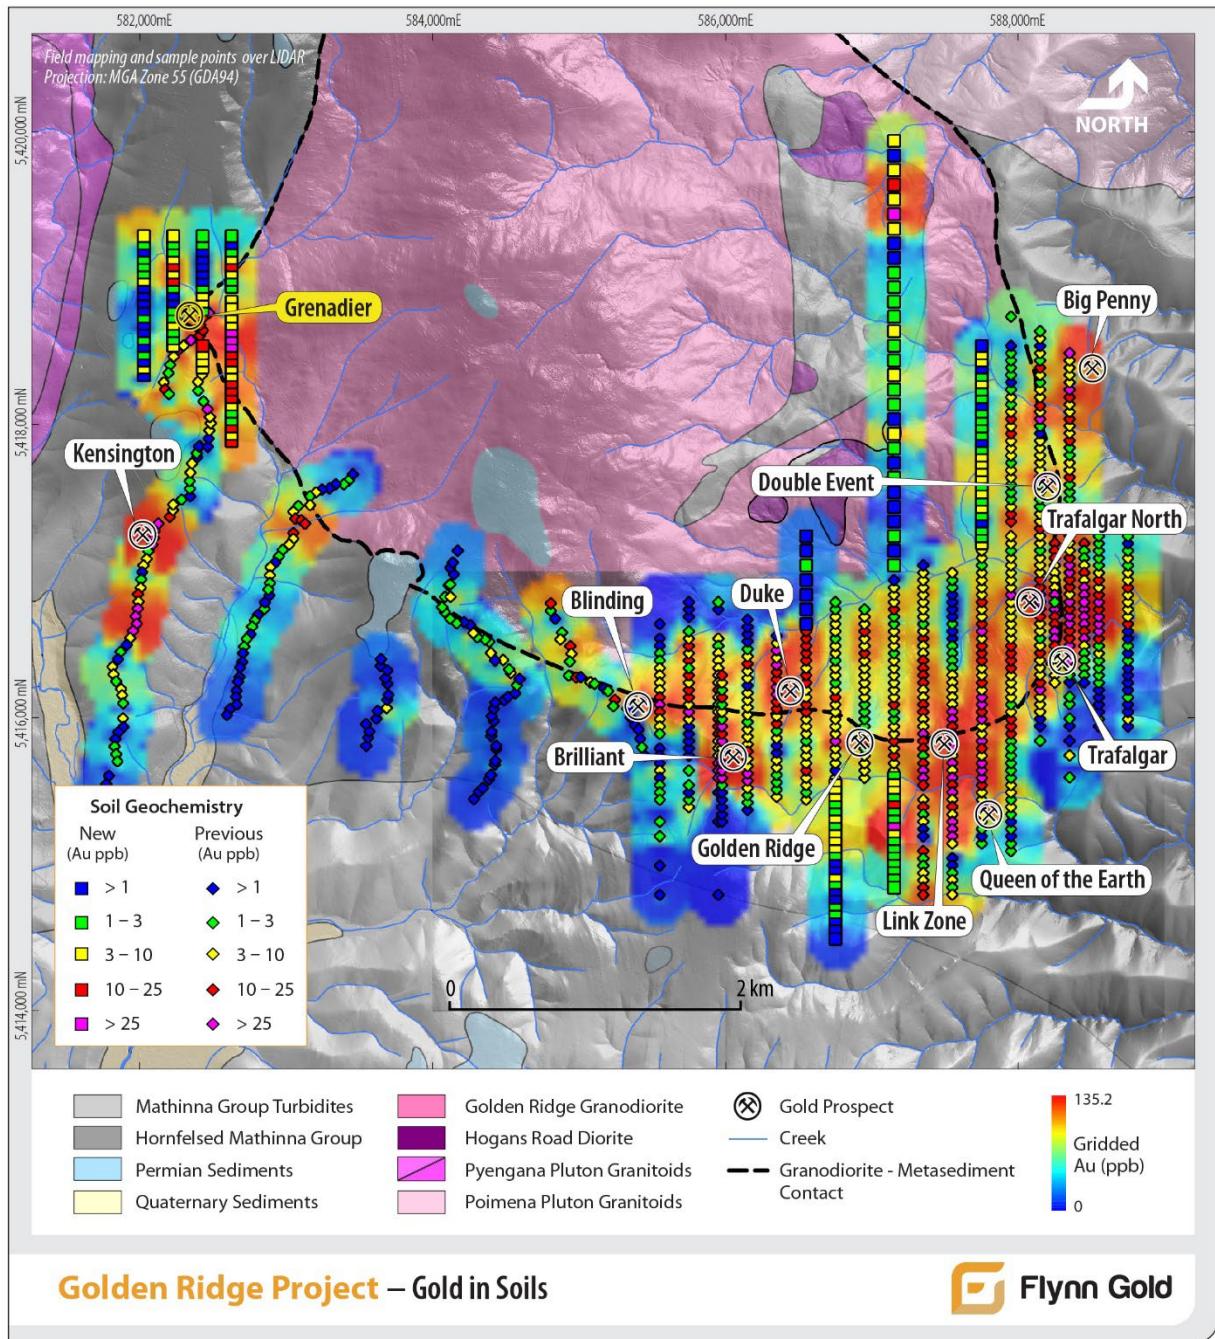 582,000mE
584,000mE
586,000mE
588,000mE
Field mapping and sample points over LIDAR
Projection: MGA Zone 55 (GDA94)
NORTH
5,420,000 mN
5,418,000 mN
5,416,000 mN
5,414,000 mN
Grenadier
Big Penny
Kensington
Double Event
Trafalgar North
Blinding
Duke
Brilliant
Trafalgar
Golden Ridge
Queen of the Earth
Link Zone
Soil Geochemistry
New
(Au ppb)
Previous
(Au ppb)
> 1
> 1
1 – 3
1 – 3
3 – 10
3 – 10
10 – 25
10 – 25
> 25
> 25
0
2 km
Mathinna Group Turbidites
Hornfelsed Mathinna Group
Permian Sediments
Quaternary Sediments
Golden Ridge Granodiorite
Hogans Road Diorite
Pyengana Pluton Granitoids
Poimena Pluton Granitoids
Gold Prospect
Creek
Granodiorite - Metasediment
Contact
135.2
Gridded
Au (ppb)
0
Golden Ridge Project – Gold in Soils
Flynn Gold